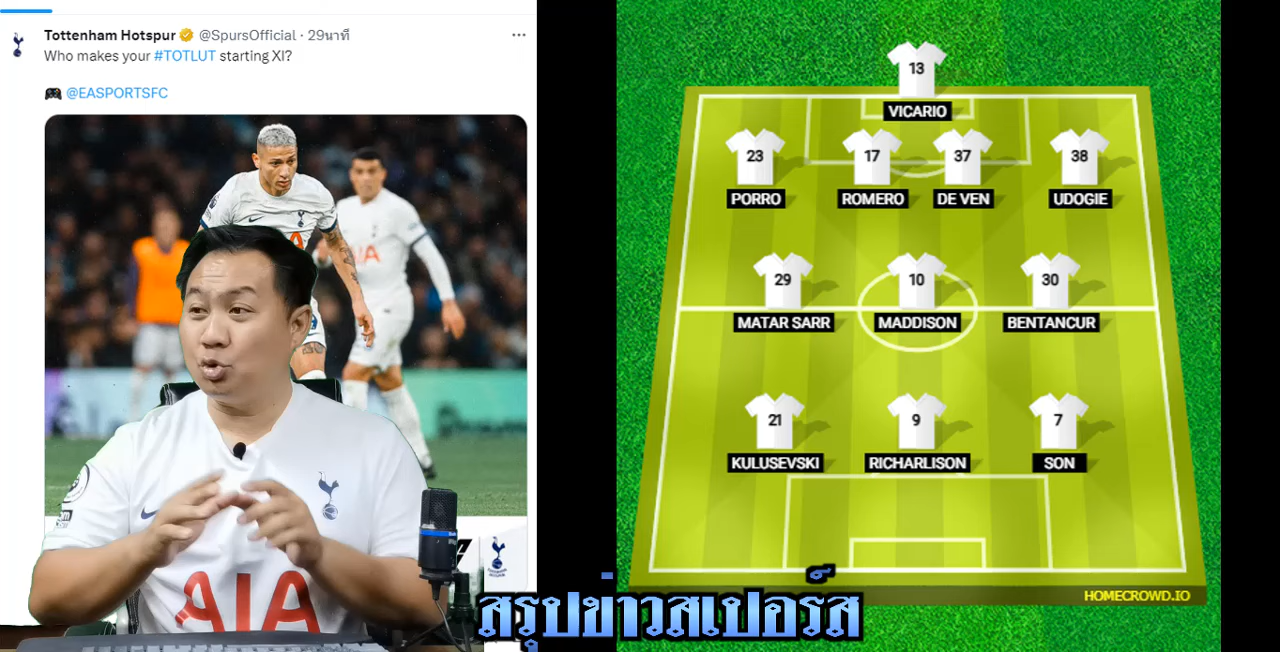 Tottenham Hotspur @SpursOfficial · 29นาที
Who makes your #TOTLUT starting XI?
🎮 @EASPORTSFC
AIA
13
VICARIO
23 17 37 38
PORRO ROMERO DE VEN UDOGIE
29 10 30
MATAR SARR MADDISON BENTANCUR
21 9 7
KULUSEVSKI RICHARLISON SON
HOMECROWD.IO
สรุปข่าวสเปอร์ส